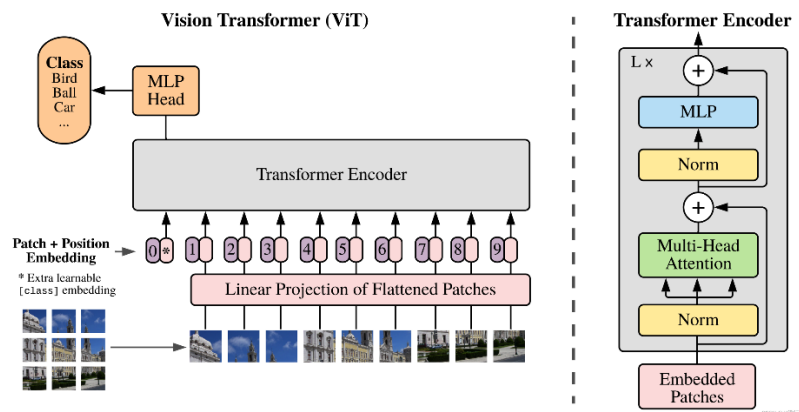 Vision Transformer (ViT)
Class
Bird
Ball
Car
...
MLP
Head
Transformer Encoder
Patch + Position
Embedding
0 * 1 2 3 4 5 6 7 8 9
* Extra learnable
[class] embedding
Linear Projection of Flattened Patches
Transformer Encoder
L ×
+
MLP
Norm
+
Multi-Head
Attention
Norm
Embedded
Patches